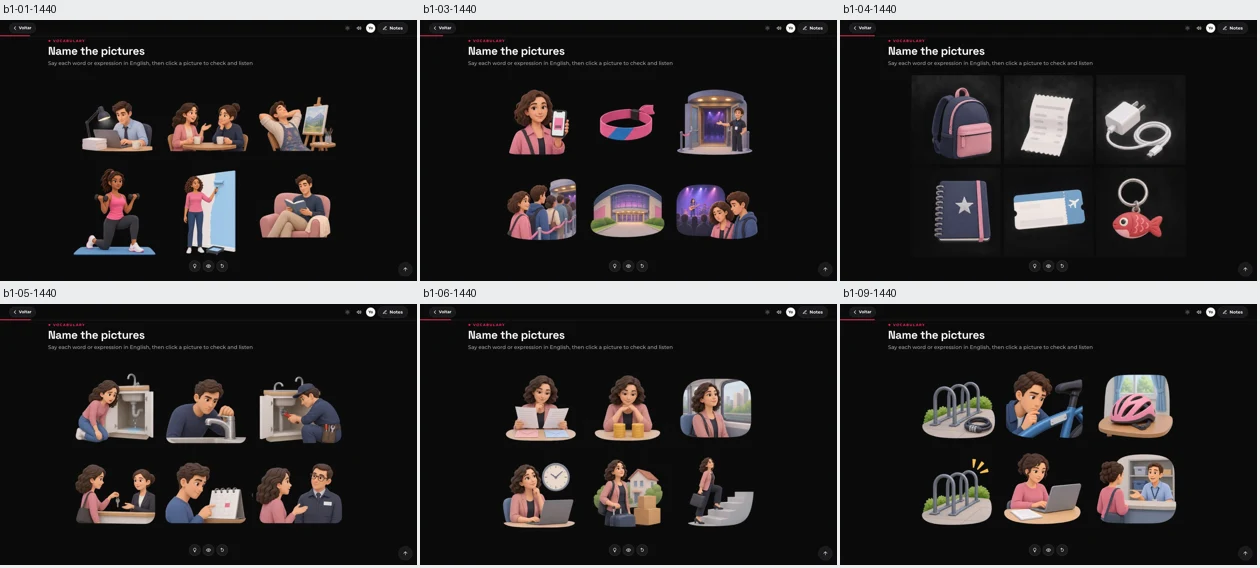 b1-01-1440
Voltar
Notes
VOCABULARY
Name the pictures
Say each word or expression in English, then click a picture to check and listen
b1-03-1440
Voltar
Notes
VOCABULARY
Name the pictures
Say each word or expression in English, then click a picture to check and listen
b1-04-1440
Voltar
Notes
VOCABULARY
Name the pictures
Say each word or expression in English, then click a picture to check and listen
b1-05-1440
Voltar
Notes
VOCABULARY
Name the pictures
Say each word or expression in English, then click a picture to check and listen
b1-06-1440
Voltar
Notes
VOCABULARY
Name the pictures
Say each word or expression in English, then click a picture to check and listen
b1-09-1440
Voltar
Notes
VOCABULARY
Name the pictures
Say each word or expression in English, then click a picture to check and listen